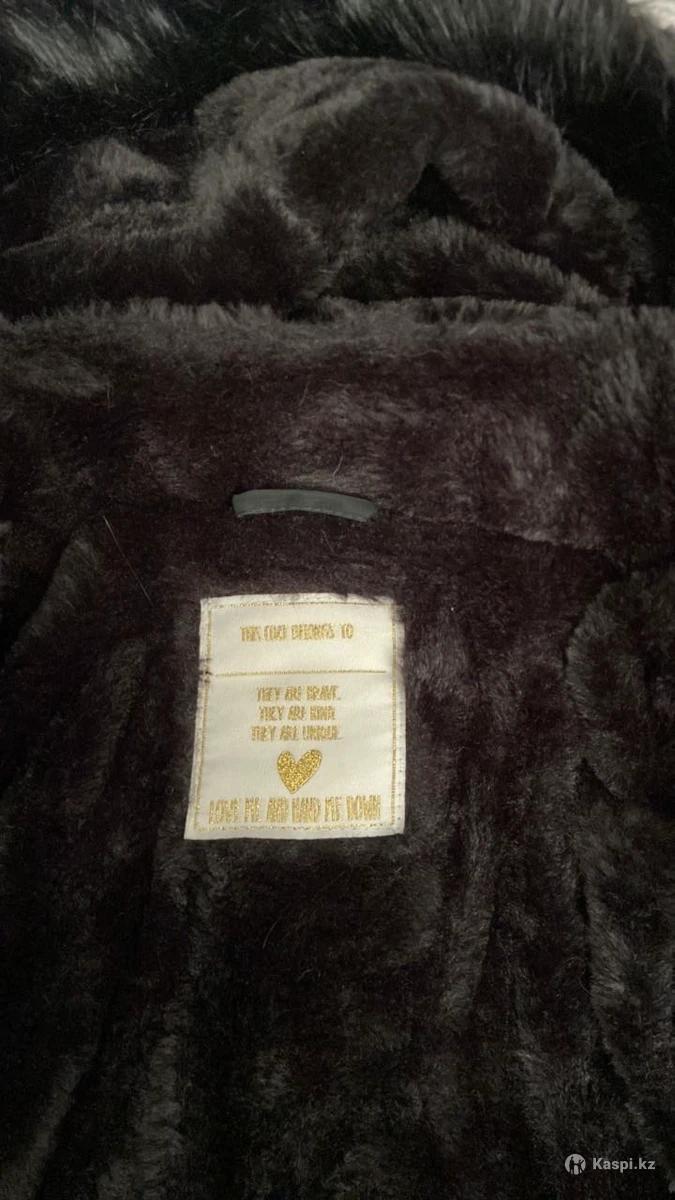 THIS COAT BELONGS TO
THEY ARE BRAVE.
THEY ARE KIND.
THEY ARE UNIQUE.
LOVE ME AND HAND ME DOWN
Kaspi.kz